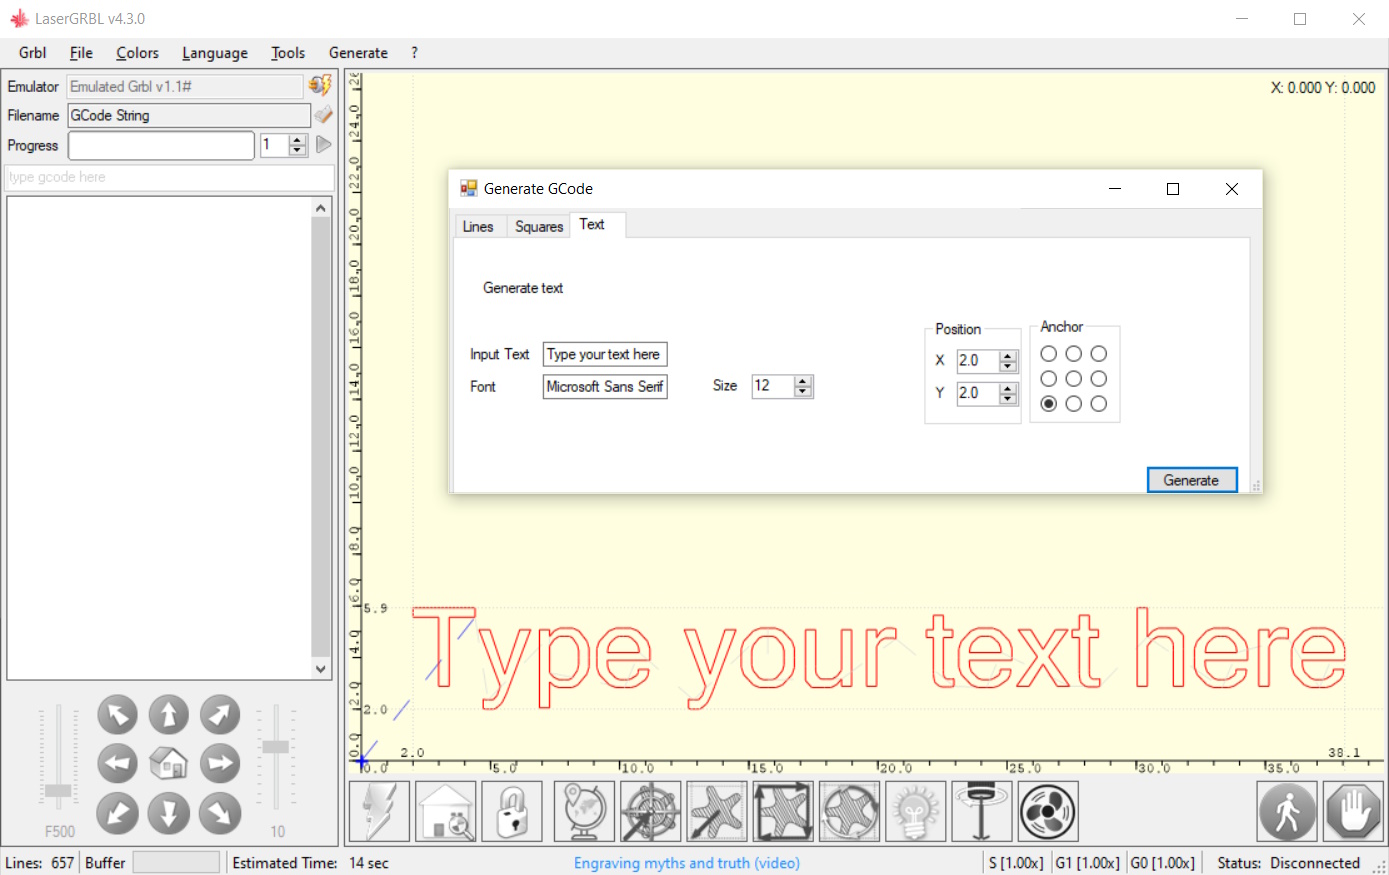 LaserGRBL v4.3.0
Grbl File Colors Language Tools Generate ?
Emulator Emulated Grbl v1.1#
Filename GCode String
Progress 1
type gcode here
X: 0.000 Y: 0.000
Generate GCode
Lines Squares Text
Generate text
Input Text Type your text here
Font Microsoft Sans Serif Size 12
Position
X 2.0
Y 2.0
Anchor
Generate
24.0
22.0
20.0
18.0
16.0
14.0
12.0
10.0
8.0
6.0
4.0
2.0
0.0
5.9
2.0
Type your text here
2.0 38.1
0.0 5.0 10.0 15.0 20.0 25.0 30.0 35.0
F500 10
Lines: 657 Buffer Estimated Time: 14 sec Engraving myths and truth (video) S [1.00x] G1 [1.00x] G0 [1.00x] Status: Disconnected